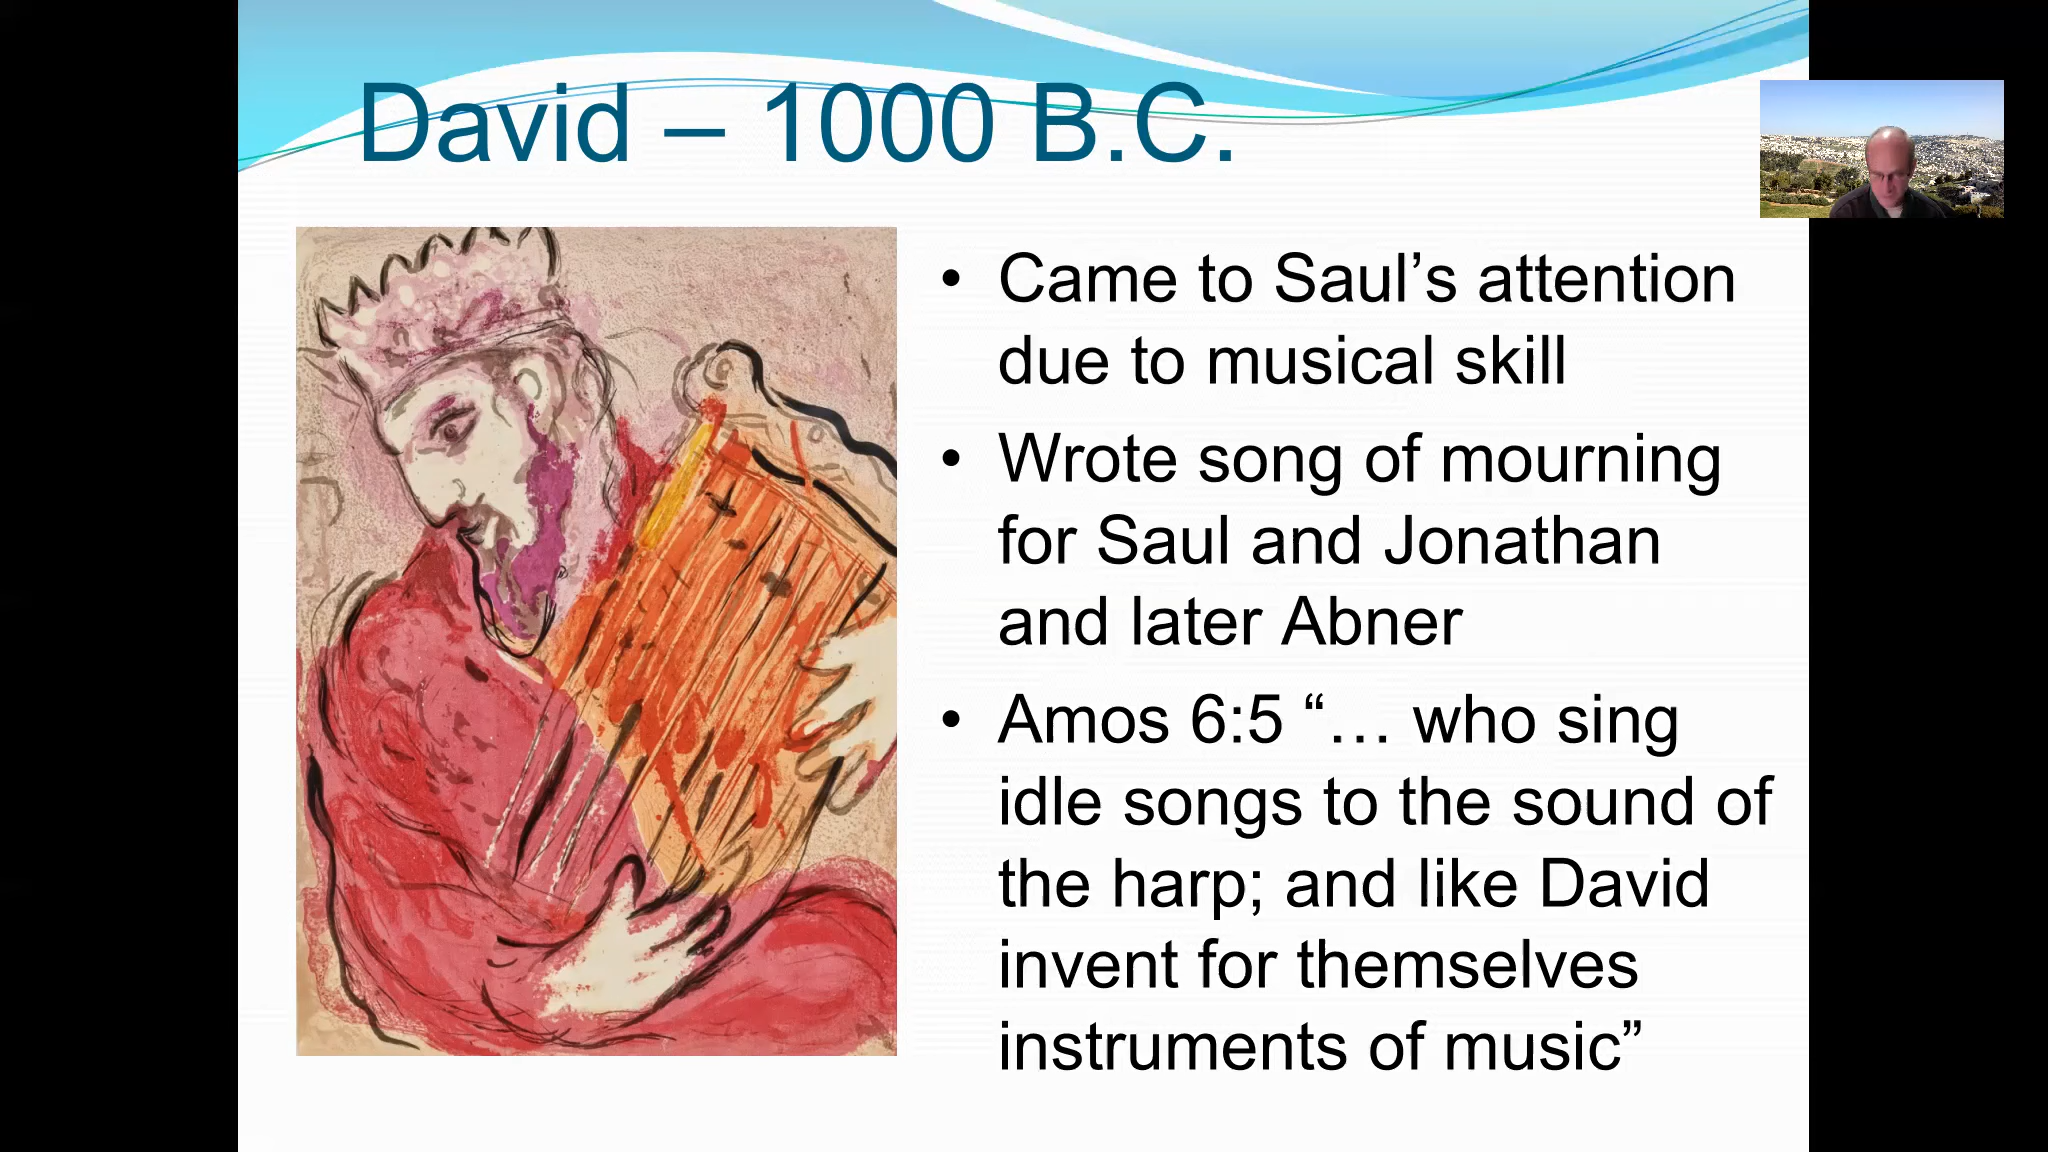 David – 1000 B.C.
• Came to Saul’s attention
due to musical skill
• Wrote song of mourning
for Saul and Jonathan
and later Abner
• Amos 6:5 “… who sing
idle songs to the sound of
the harp; and like David
invent for themselves
instruments of music”